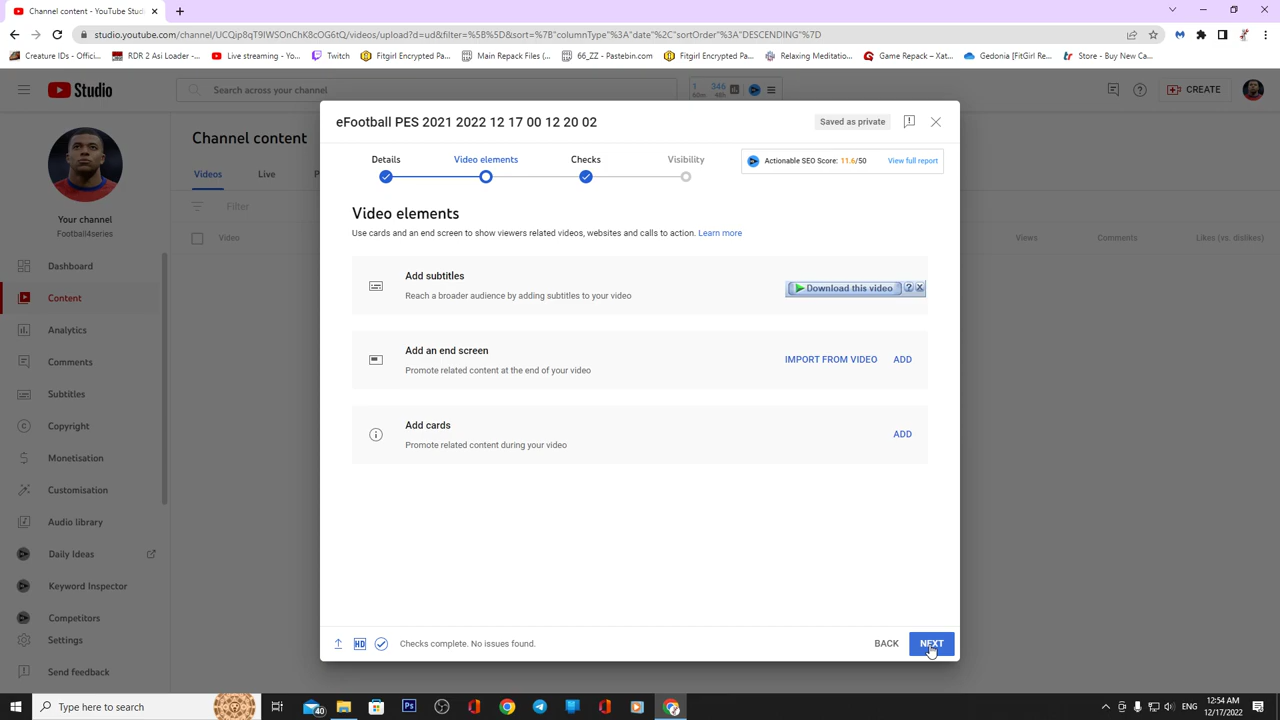 Channel content - YouTube Stu
studio.youtube.com/channel/UCQip8qT9IWSOnChK8cOG6tQ/videos/upload?d=ud&filter=%5B%5D&sort=%7B"columnType"%3A"date"%2C"sortOrder"%3A"DESCENDING"%7D
Creature IDs - Offici...
RDR 2 Asi Loader -...
Live streaming - Yo...
Twitch
Fitgirl Encrypted Pa...
Main Repack Files (...
66_ZZ - Pastebin.com
Fitgirl Encrypted Pa...
Relaxing Meditatio...
Game Repack – Xat...
Gedonia [FitGirl Re...
Store - Buy New Ca...
Studio
Search across your channel
1
60m
346
48h
CREATE
eFootball PES 2021 2022 12 17 00 12 20 02
Saved as private
Channel content
Details
Video elements
Checks
Visibility
Actionable SEO Score: 11.6/50
View full report
Videos
Live
P
Filter
Your channel
Football4series
Video
Views
Comments
Likes (vs. dislikes)
Video elements
Use cards and an end screen to show viewers related videos, websites and calls to action. Learn more
Dashboard
Content
Analytics
Comments
Subtitles
Copyright
Monetisation
Customisation
Audio library
Daily Ideas
Keyword Inspector
Competitors
Settings
Send feedback
Add subtitles
Reach a broader audience by adding subtitles to your video
Download this video
?
Add an end screen
Promote related content at the end of your video
IMPORT FROM VIDEO
ADD
Add cards
Promote related content during your video
ADD
HD
Checks complete. No issues found.
BACK
NEXT
Type here to search
40
Ps
ENG
12:54 AM
12/17/2022